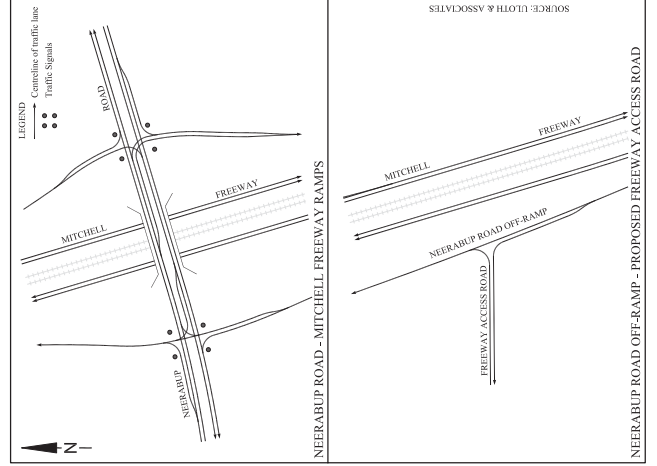 LEGEND
Centreline of traffic lane
Traffic Signals
ROAD
MITCHELL
FREEWAY
NEERABUP
N
NEERABUP ROAD - MITCHELL FREEWAY RAMPS
SOURCE: ULOTH & ASSOCIATES
MITCHELL
FREEWAY
NEERABUP ROAD OFF-RAMP
FREEWAY ACCESS ROAD
NEERABUP ROAD OFF-RAMP - PROPOSED FREEWAY ACCESS ROAD